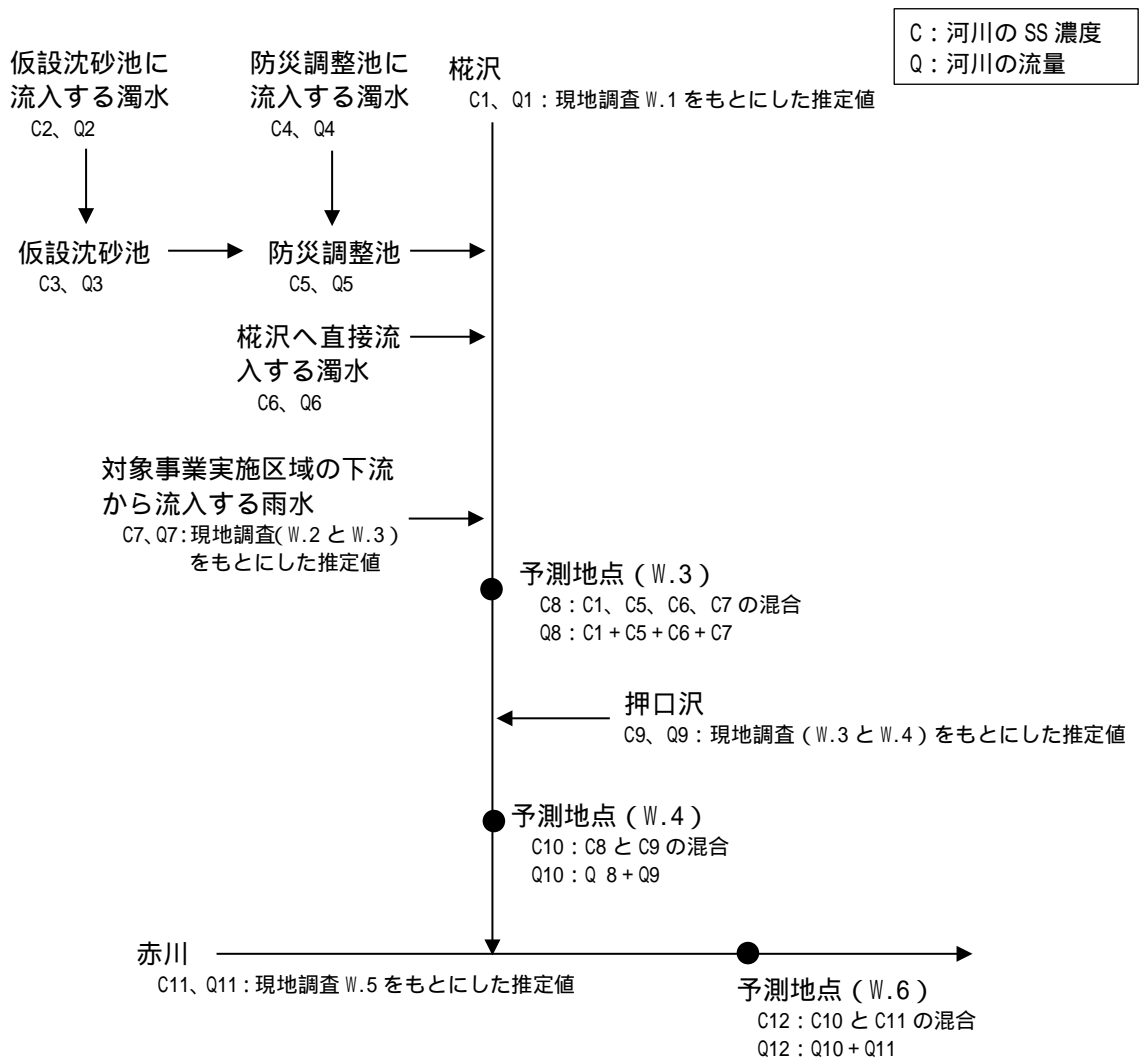 C：河川の SS 濃度
Q：河川の流量
仮設沈砂池に
流入する濁水
C2、Q2
防災調整池に
流入する濁水
C4、Q4
椛沢
C1、Q1：現地調査 W.1 をもとにした推定値
仮設沈砂池
C3、Q3
防災調整池
C5、Q5
椛沢へ直接流
入する濁水
C6、Q6
対象事業実施区域の下流
から流入する雨水
C7、Q7：現地調査（W.2 と W.3）
をもとにした推定値
予測地点（W.3）
C8：C1、C5、C6、C7 の混合
Q8：C1＋C5＋C6＋C7
押口沢
C9、Q9：現地調査（W.3 と W.4）をもとにした推定値
予測地点（W.4）
C10：C8 と C9 の混合
Q10：Q 8＋Q9
赤川
C11、Q11：現地調査 W.5 をもとにした推定値
予測地点（W.6）
C12：C10 と C11 の混合
Q12：Q10＋Q11